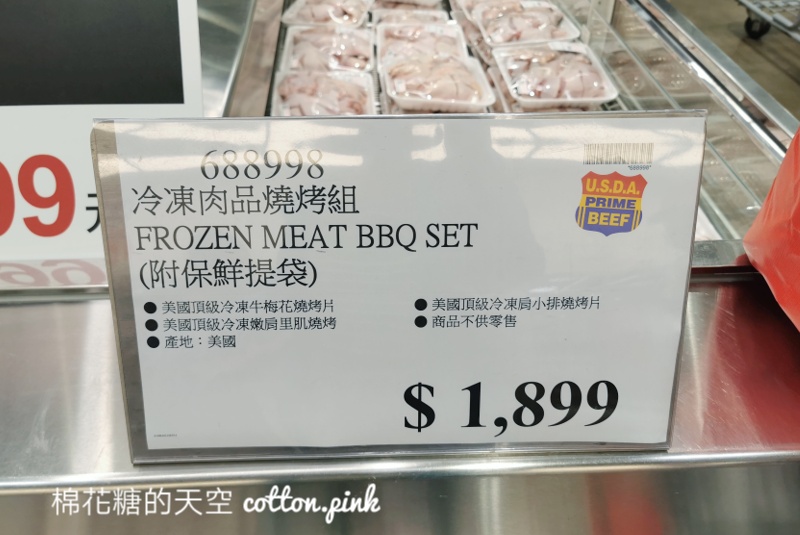 99 元
688998
冷凍肉品燒烤組
FROZEN MEAT BBQ SET
(附保鮮提袋)
*688998*
U.S.D.A.
PRIME
BEEF
● 美國頂級冷凍牛梅花燒烤片
● 美國頂級冷凍嫩肩里肌燒烤
● 產地：美國
● 美國頂級冷凍肩小排燒烤片
● 商品不供零售
$ 1,899
棉花糖的天空 cotton.pink